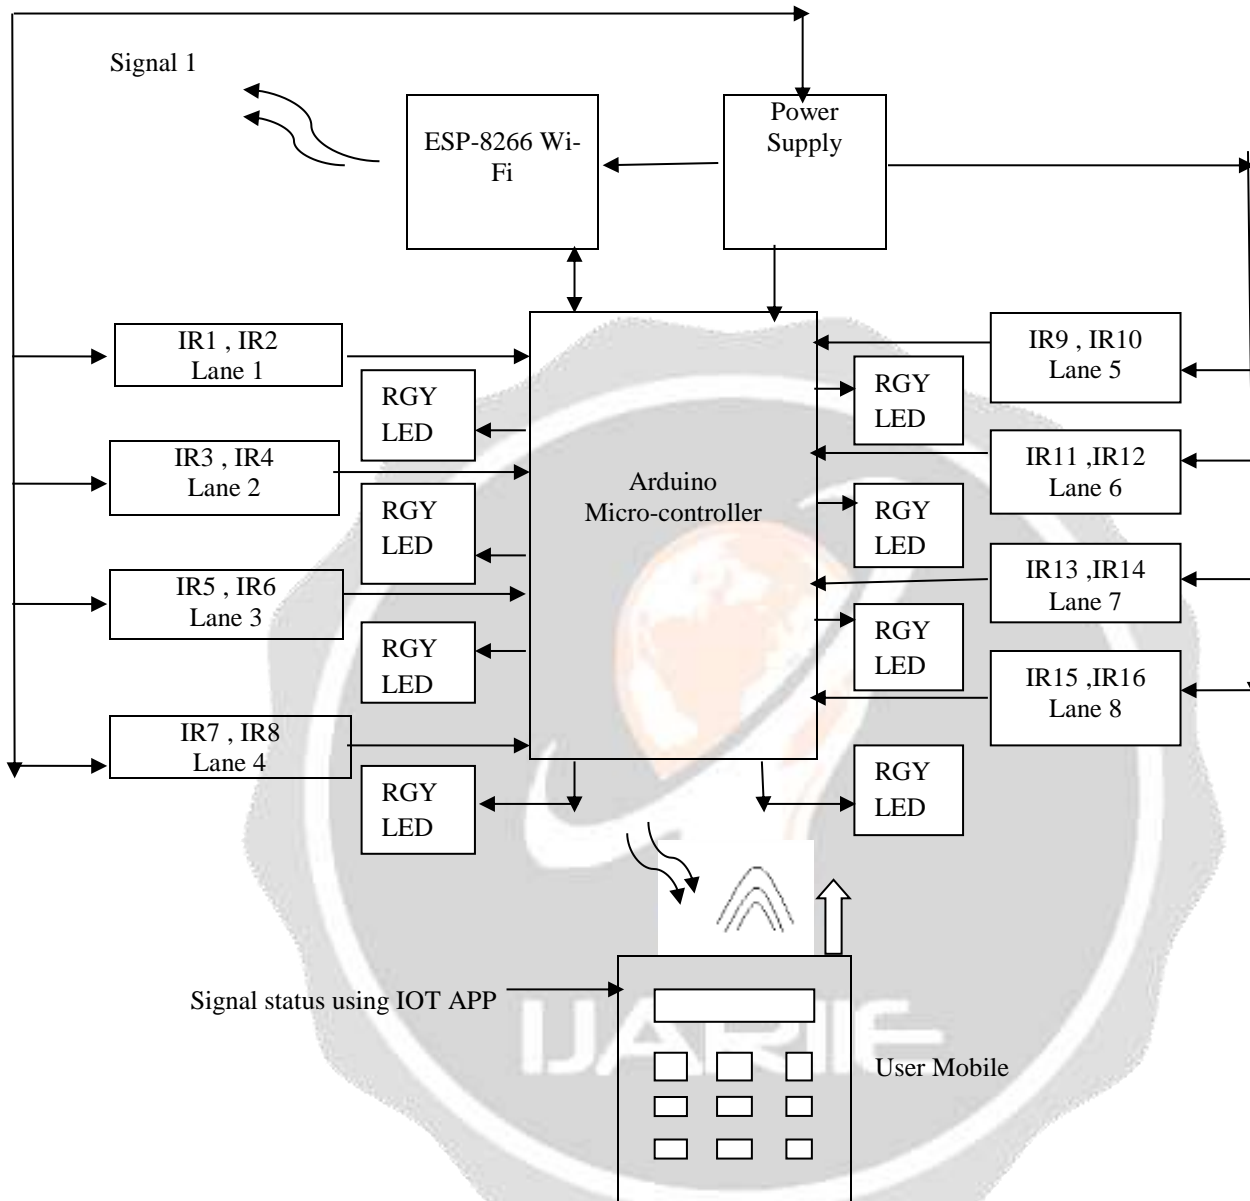 Signal 1
ESP-8266 Wi-
Fi
Power
Supply
IR1 , IR2
Lane 1
IR9 , IR10
Lane 5
RGY
LED
RGY
LED
IR3 , IR4
Lane 2
IR11 ,IR12
Lane 6
Arduino
Micro-controller
RGY
LED
RGY
LED
IR5 , IR6
Lane 3
IR13 ,IR14
Lane 7
RGY
LED
RGY
LED
IR15 ,IR16
Lane 8
IR7 , IR8
Lane 4
RGY
LED
RGY
LED
Signal status using IOT APP
IJARIIE
User Mobile